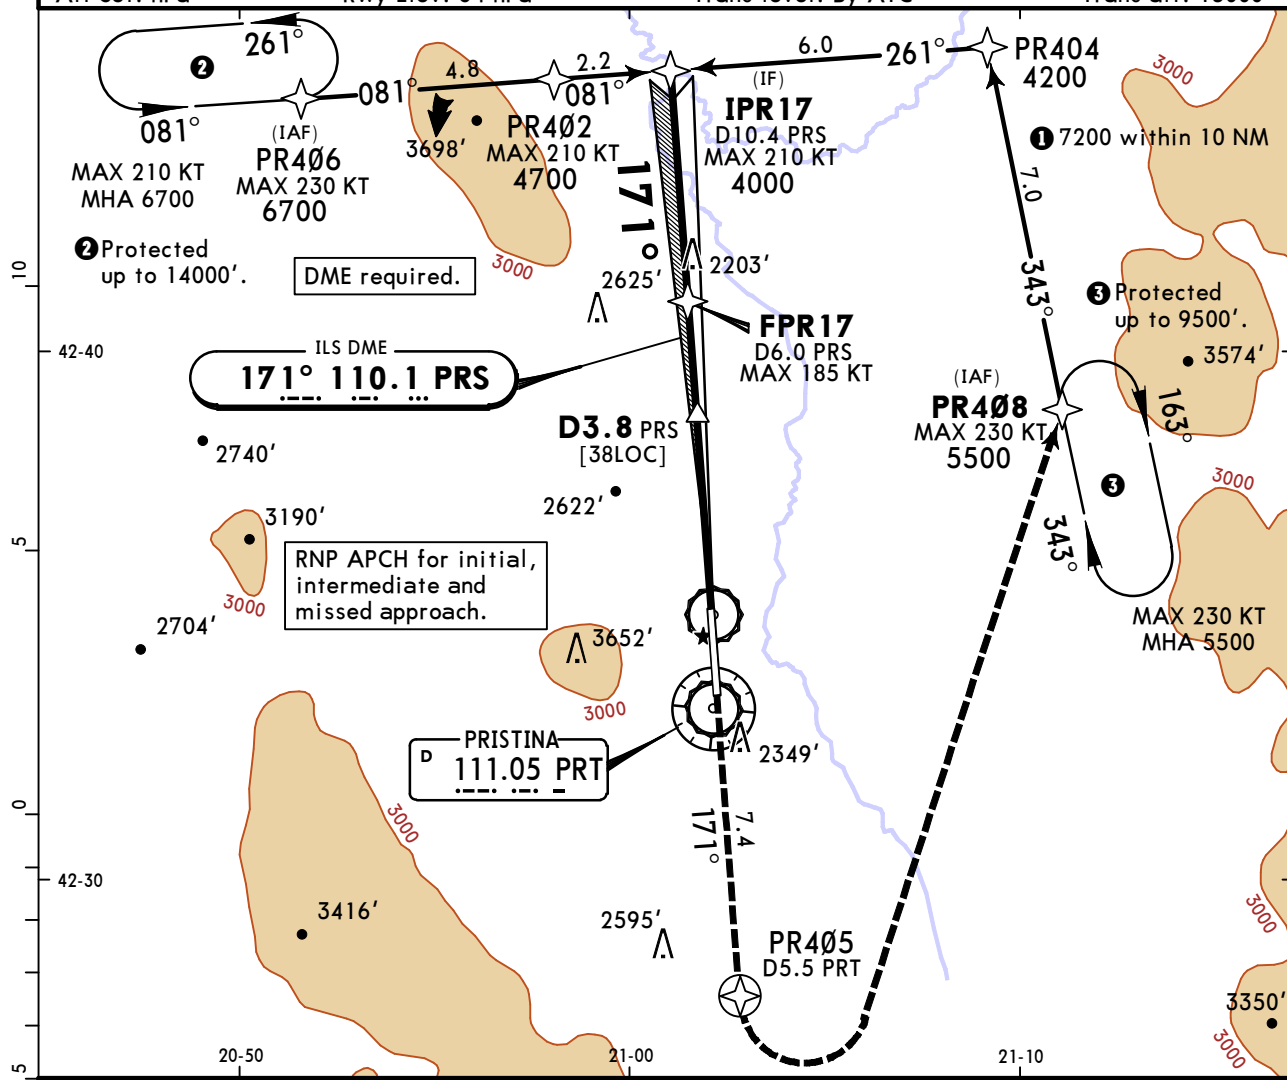 261°
2
081°
MAX 210 KT
MHA 6700
(IAF)
PR4Ø6
MAX 230 KT
6700
081°
4.8
2.2
081°
3698'
PR4Ø2
MAX 210 KT
4700
(IF)
IPR17
D10.4 PRS
MAX 210 KT
4000
6.0
261°
PR404
4200
3000
1 7200 within 10 NM
7.0
343°
171°
2 Protected
up to 14000'.
DME required.
3000
2625'
2203'
FPR17
D6.0 PRS
MAX 185 KT
3 Protected
up to 9500'.
3574'
10
42-40
ILS DME
171° 110.1 PRS
D3.8 PRS
[38LOC]
(IAF)
PR4Ø8
MAX 230 KT
5500
163°
3
343°
3000
2740'
2622'
3190'
3000
5
RNP APCH for initial,
intermediate and
missed approach.
2704'
3652'
3000
MAX 230 KT
MHA 5500
PRISTINA
D 111.05 PRT
2349'
0
3000
171°
7.4
42-30
3416'
2595'
PR4Ø5
D5.5 PRT
3000
3350'
3000
5
20-50
21-00
21-10